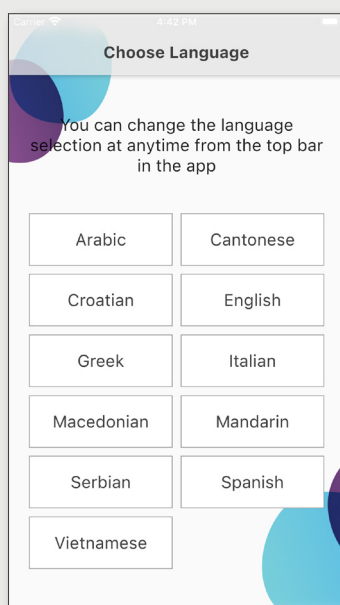 Carrier 4:42 PM
Choose Language
You can change the language
selection at anytime from the top bar
in the app
Arabic Cantonese
Croatian English
Greek Italian
Macedonian Mandarin
Serbian Spanish
Vietnamese